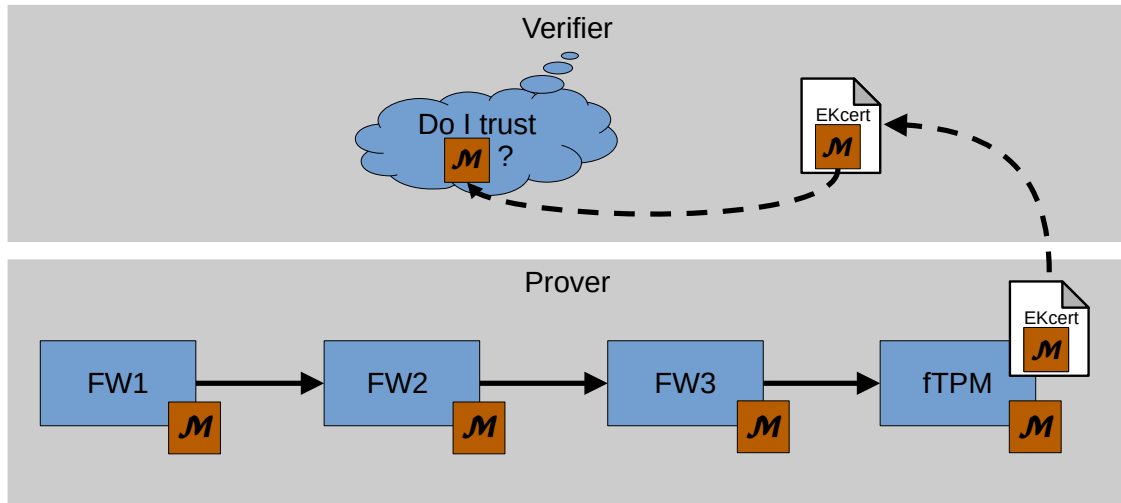 Verifier
Do I trust
M ?
EKcert
M
Prover
EKcert
M
FW1
M
FW2
M
FW3
M
fTPM
M